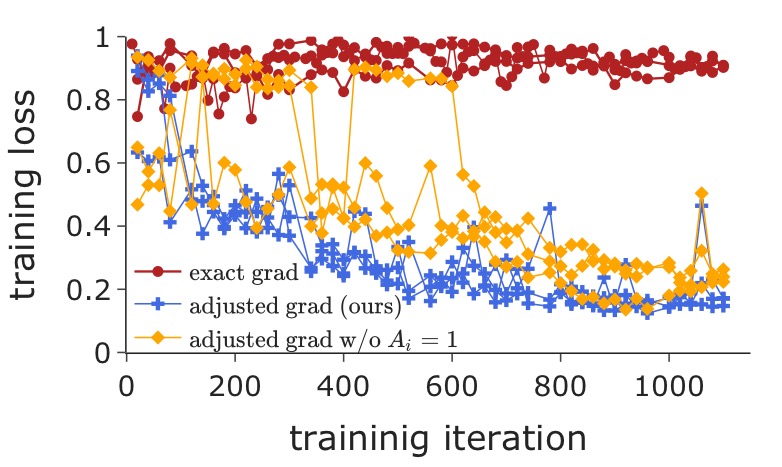 training loss
1
0.8
0.6
0.4
0.2
0
exact grad
adjusted grad (ours)
adjusted grad w/o $A_i = 1$
0 200 400 600 800 1000
traininig iteration